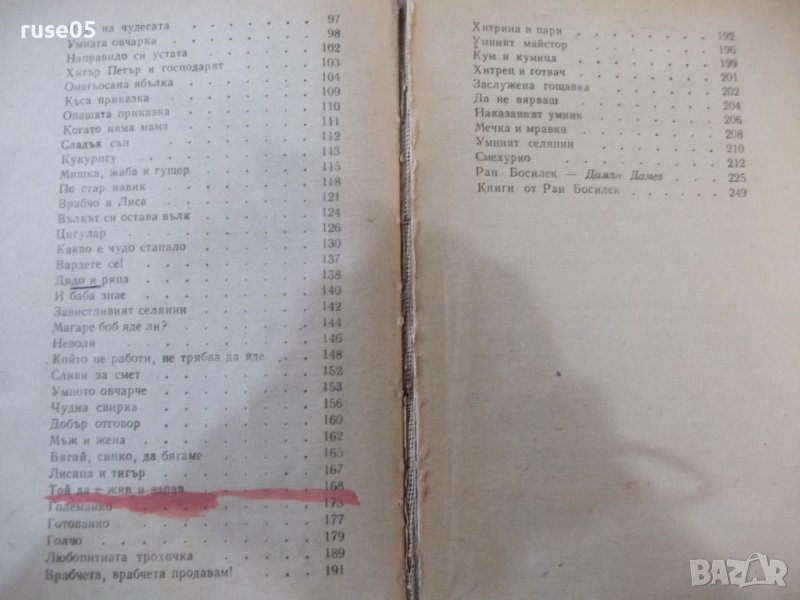 ruse05
на чудесата 97
Умната овчарка 98
Направило си устата 102
Хитър Петър и господарят 103
Омагьосана ябълка 104
Къса приказка 109
Опашата приказка 110
Когато няма мама 111
Сладък сън 112
Кукуригу 113
Мишка, жаба и гущер 115
По стар навик 118
Врабчо и Лиса 121
Вълкът си остава вълк 124
Цигулар 126
Какво е чудо станало 130
Вардете се! 137
Дядо и ряпа 138
И баба знае 140
Завистливият селянин 142
Магаре боб яде ли? 144
Неволя 146
Който не работи, не трябва да яде 148
Сливи за смет 152
Умното овчарче 153
Чудна свирка 156
Добър отговор 160
Мъж и жена 162
Бягай, синко, да бягаме 165
Лисица и тигър 167
Той да е жив и здрав 168
Големанко 173
Готованко 177
Голчо 179
Любопитната трохичка 189
Врабчета, врабчета продавам! 191
Хитрина и пари 192
Умният майстор 196
Кум и кумица 199
Хитрец и готвач 201
Заслужена гощавка 202
Да не вярваш 204
Наказаният умник 206
Мечка и мравки 208
Умният селянин 210
Смехурко 212
Ран Босилек — Дамян Дамев 225
Книги от Ран Босилек 249
BAZAR
bazar.bg